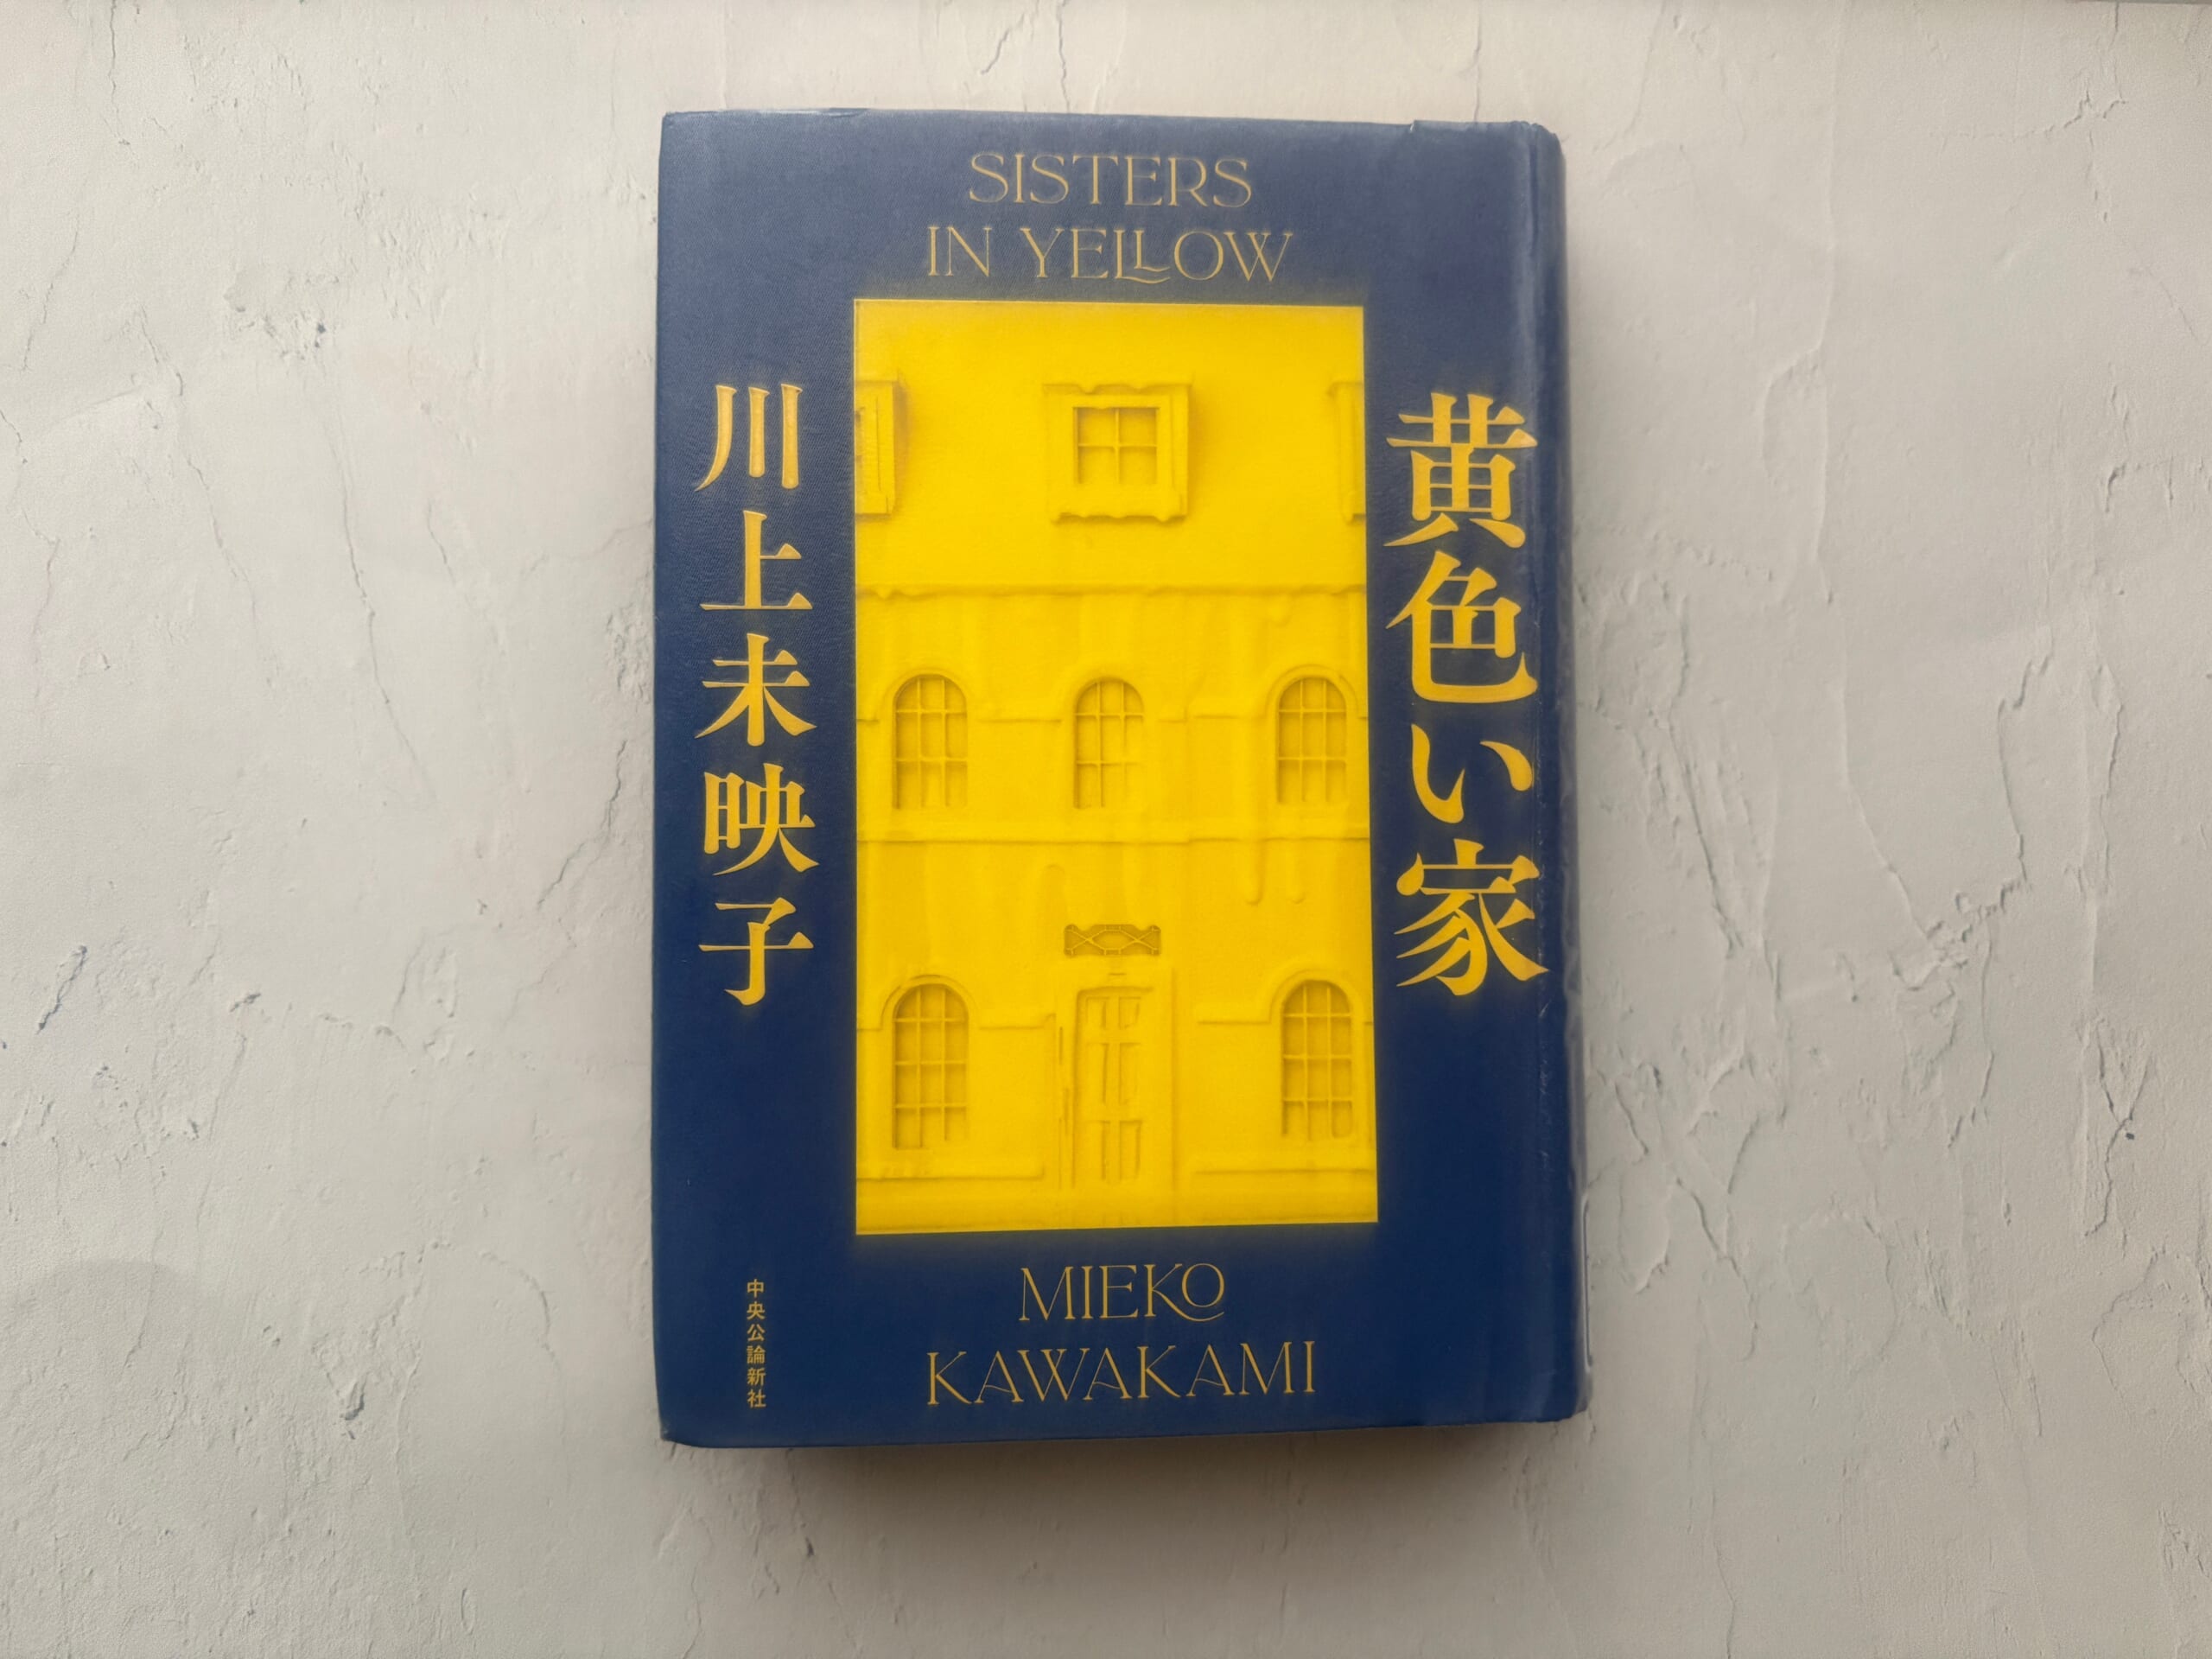 SISTERS
IN YELLOW
黄色い家
川上未映子
MIEKO
KAWAKAMI
中央公論新社